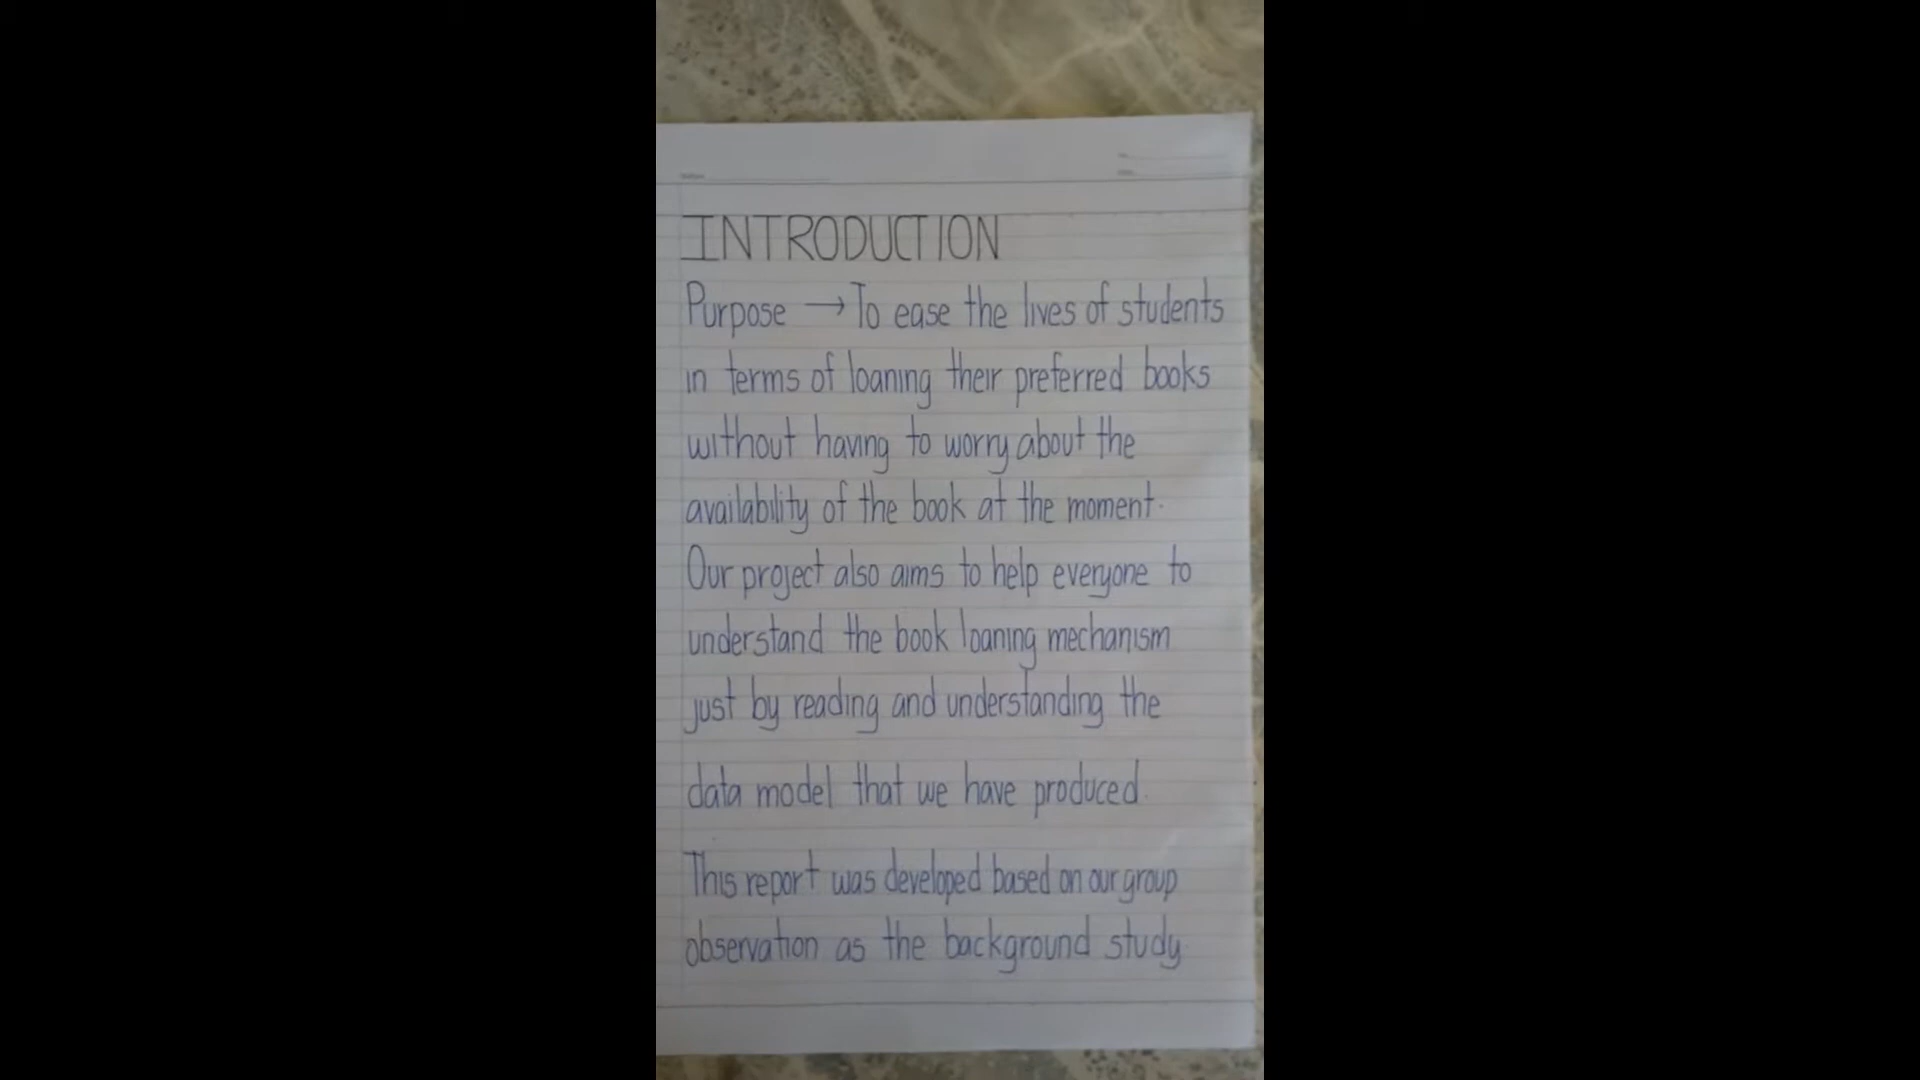 INTRODUCTION
Purpose → To ease the lives of students
in terms of loaning their preferred books
without having to worry about the
availability of the book at the moment.
Our project also aims to help everyone to
understand the book loaning mechanism
just by reading and understanding the
data model that we have produced.
This report was developed based on our group
observation as the background study.